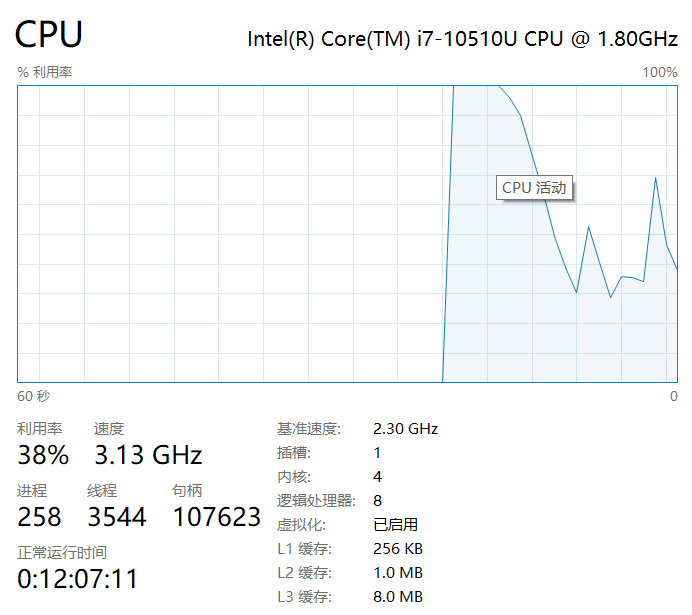 CPU
Intel(R) Core(TM) i7-10510U CPU @ 1.80GHz
% 利用率 100%
CPU 活动
60 秒 0
利用率 速度
38% 3.13 GHz
进程 线程 句柄
258 3544 107623
正常运行时间
0:12:07:11
基准速度: 2.30 GHz
插槽: 1
内核: 4
逻辑处理器: 8
虚拟化: 已启用
L1 缓存: 256 KB
L2 缓存: 1.0 MB
L3 缓存: 8.0 MB